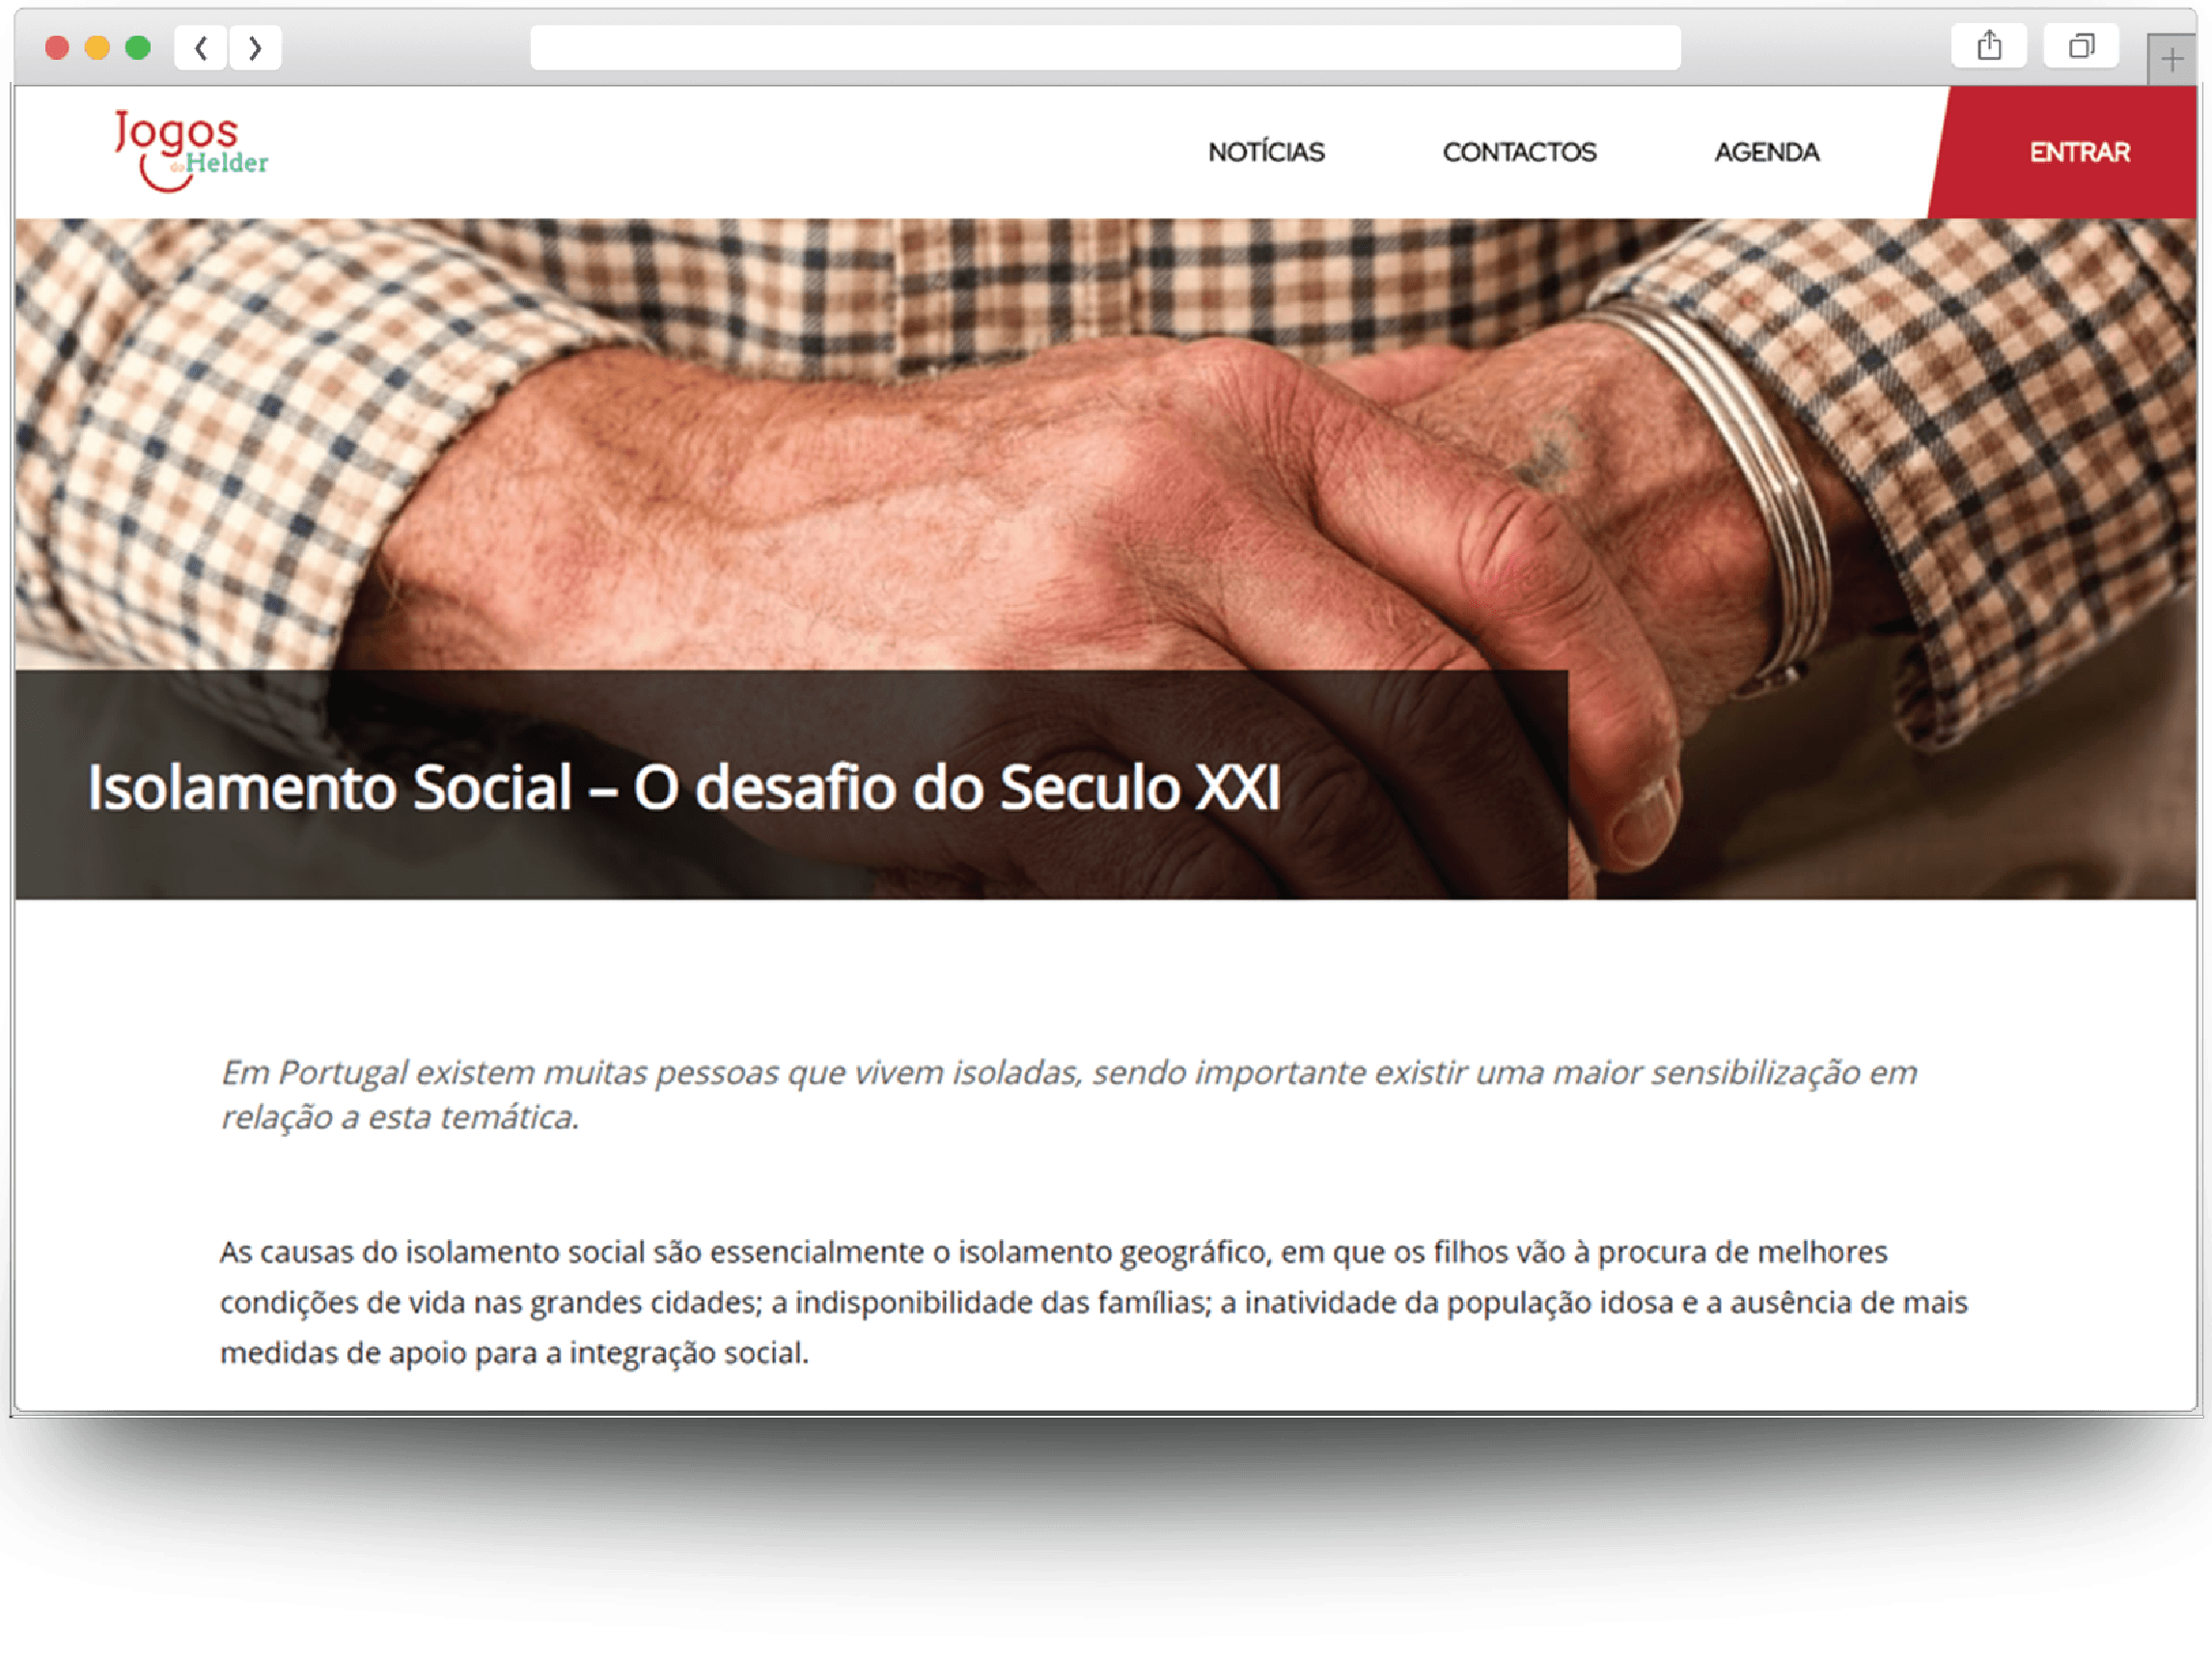 Jogos
do Helder
NOTÍCIAS
CONTACTOS
AGENDA
ENTRAR
Isolamento Social – O desafio do Seculo XXI
Em Portugal existem muitas pessoas que vivem isoladas, sendo importante existir uma maior sensibilização em
relação a esta temática.
As causas do isolamento social são essencialmente o isolamento geográfico, em que os filhos vão à procura de melhores
condições de vida nas grandes cidades; a indisponibilidade das famílias; a inatividade da população idosa e a ausência de mais
medidas de apoio para a integração social.